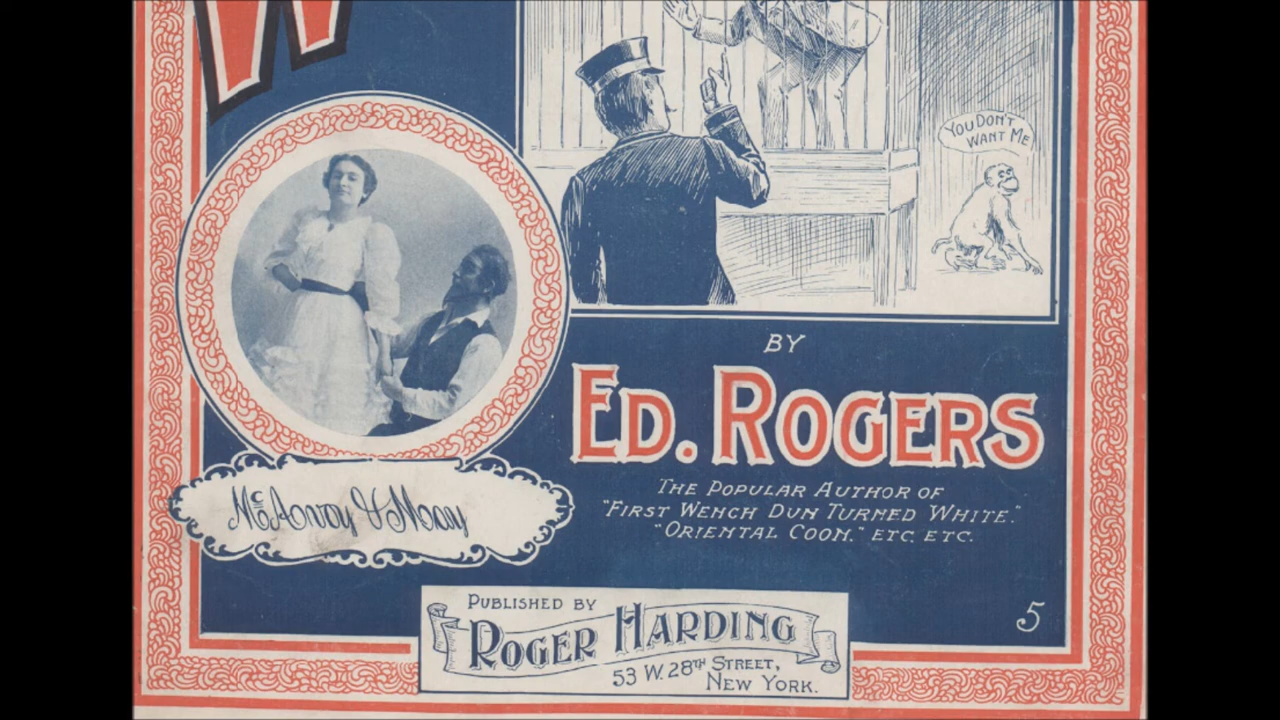 W
YOU DON'T
WANT ME
BY
ED. ROGERS
THE POPULAR AUTHOR OF
"FIRST WENCH DUN TURNED WHITE."
"ORIENTAL COON." ETC. ETC.
McAvoy & May
5
PUBLISHED BY
ROGER HARDING
53 W. 28TH STREET,
NEW YORK.